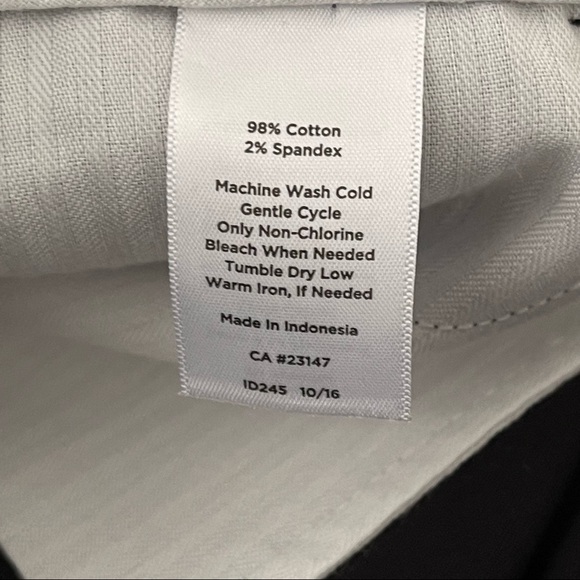 98% Cotton
2% Spandex
Machine Wash Cold
Gentle Cycle
Only Non-Chlorine
Bleach When Needed
Tumble Dry Low
Warm Iron, If Needed
Made In Indonesia
CA #23147
ID245 10/16